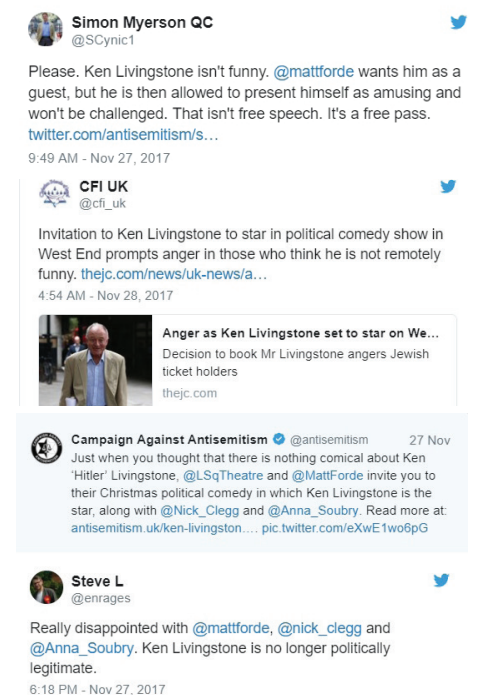 Simon Myerson QC
@SCynic1
Please. Ken Livingstone isn't funny. @mattforde wants him as a
guest, but he is then allowed to present himself as amusing and
won't be challenged. That isn't free speech. It's a free pass.
twitter.com/antisemitism/s…
9:49 AM - Nov 27, 2017
CFI UK
@cfi_uk
Invitation to Ken Livingstone to star in political comedy show in
West End prompts anger in those who think he is not remotely
funny. thejc.com/news/uk-news/a…
4:54 AM - Nov 28, 2017
Anger as Ken Livingstone set to star on We...
Decision to book Mr Livingstone angers Jewish
ticket holders
thejc.com
Campaign Against Antisemitism @antisemitism 27 Nov
Just when you thought that there is nothing comical about Ken
'Hitler' Livingstone, @LSqTheatre and @MattForde invite you to
their Christmas political comedy in which Ken Livingstone is the
star, along with @Nick_Clegg and @Anna_Soubry. Read more at:
antisemitism.uk/ken-livingston…. pic.twitter.com/eXwE1wo6pG
Steve L
@enrages
Really disappointed with @mattforde, @nick_clegg and
@Anna_Soubry. Ken Livingstone is no longer politically
legitimate.
6:18 PM - Nov 27, 2017